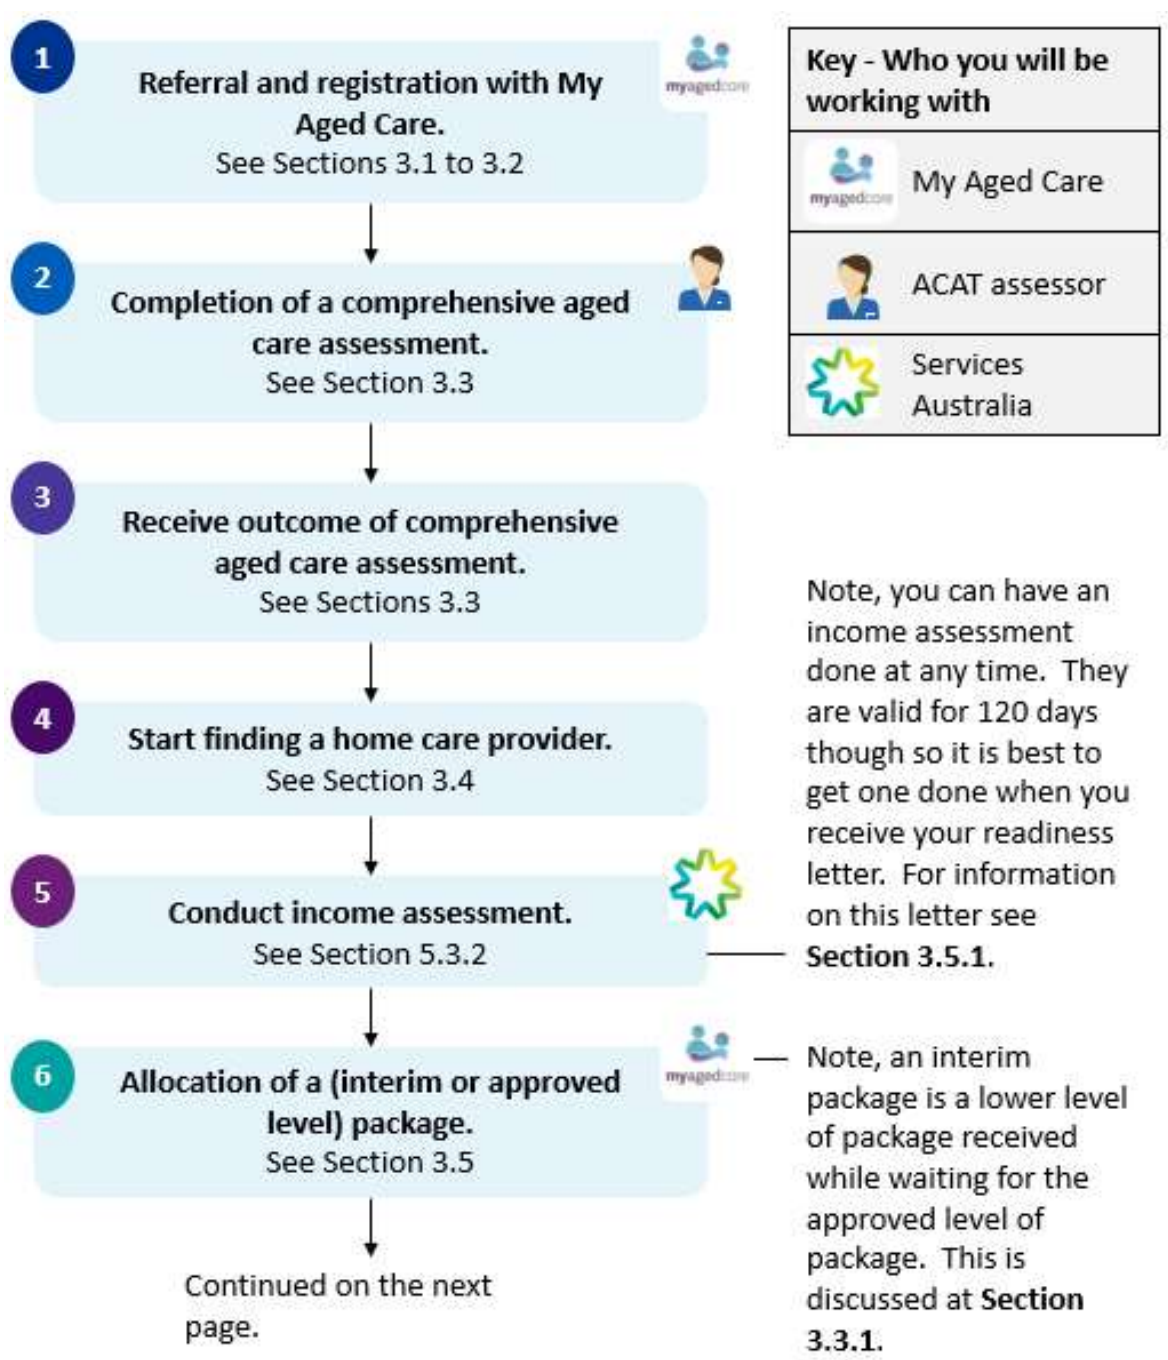 1
Referral and registration with My
Aged Care.
See Sections 3.1 to 3.2
myagedcare
2
Completion of a comprehensive aged
care assessment.
See Section 3.3
3
Receive outcome of comprehensive
aged care assessment.
See Sections 3.3
4
Start finding a home care provider.
See Section 3.4
5
Conduct income assessment.
See Section 5.3.2
6
Allocation of a (interim or approved
level) package.
See Section 3.5
myagedcare
Continued on the next
page.
Key - Who you will be
working with
myagedcare
My Aged Care
ACAT assessor
Services
Australia
Note, you can have an
income assessment
done at any time. They
are valid for 120 days
though so it is best to
get one done when you
receive your readiness
letter. For information
on this letter see
Section 3.5.1.
Note, an interim
package is a lower level
of package received
while waiting for the
approved level of
package. This is
discussed at Section
3.3.1.